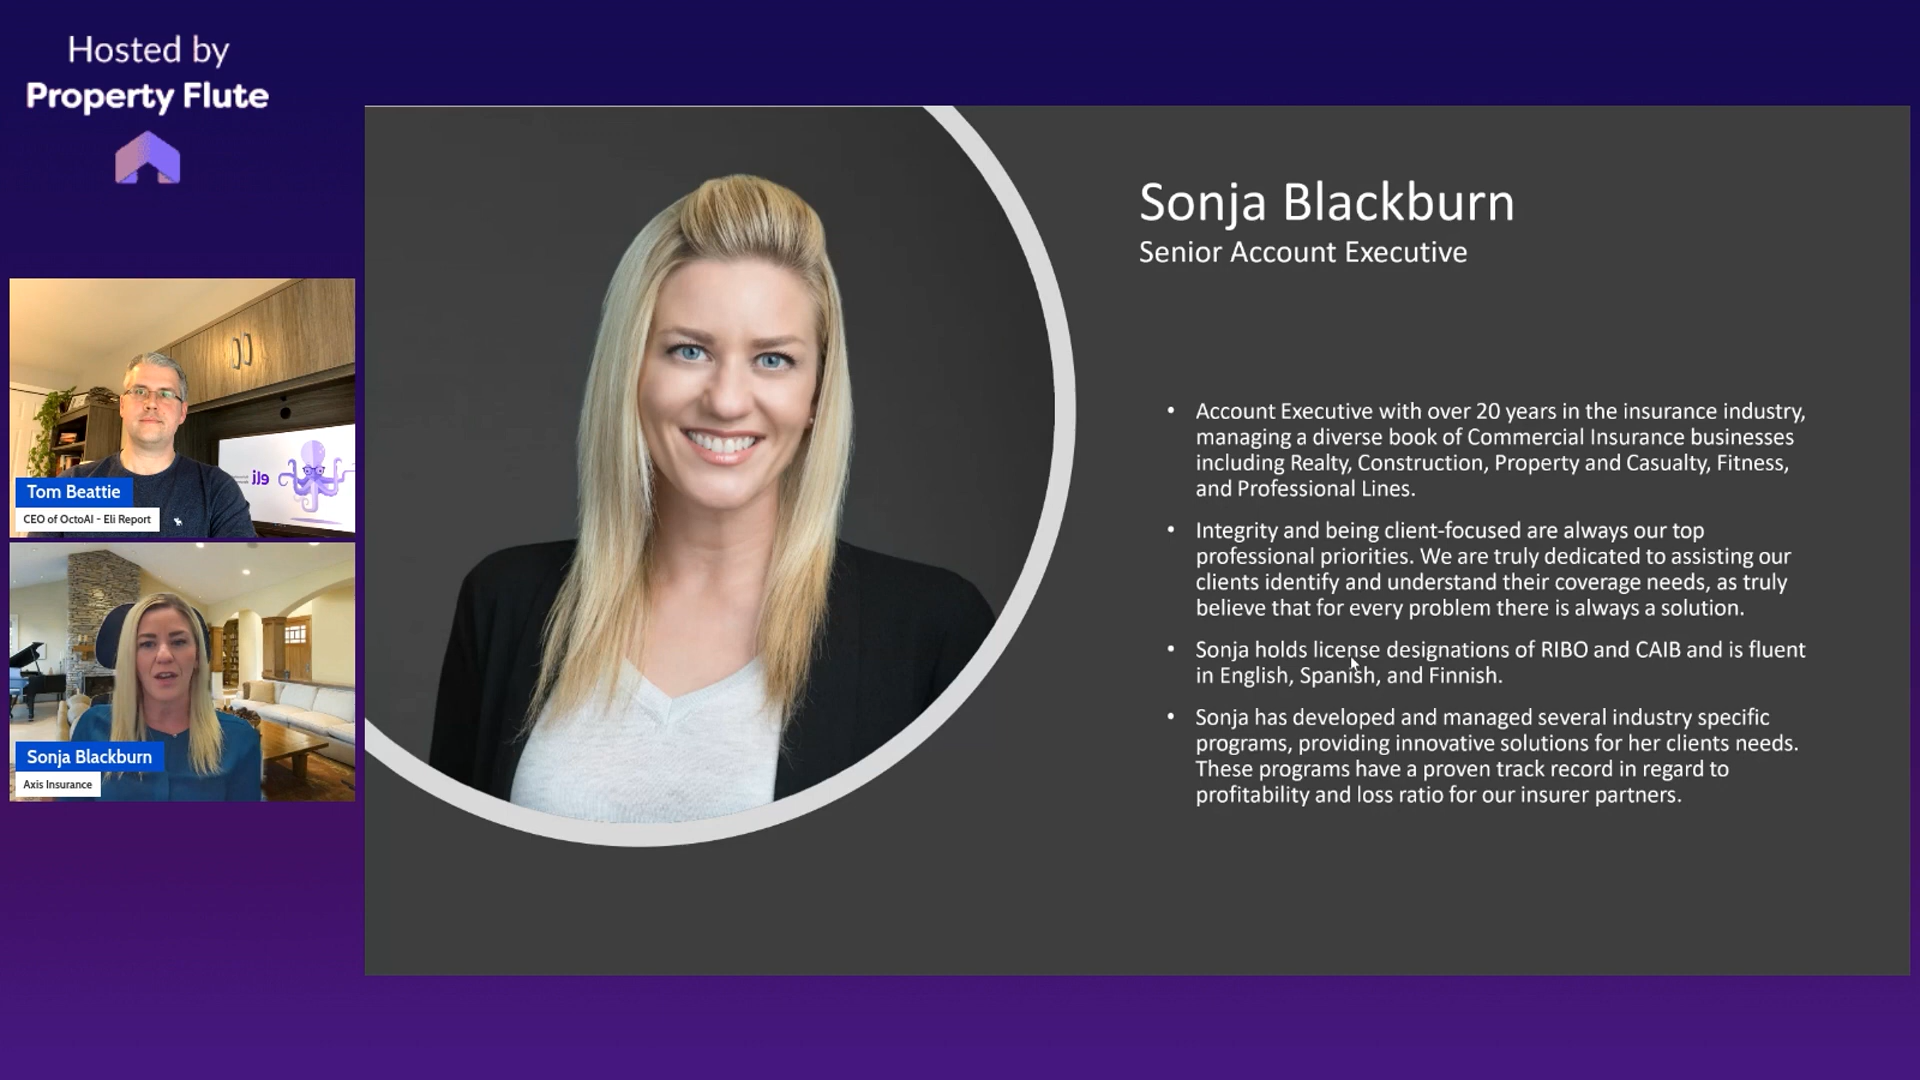 Hosted by
Property Flute
Sonja Blackburn
Senior Account Executive
• Account Executive with over 20 years in the insurance industry,
managing a diverse book of Commercial Insurance businesses
including Realty, Construction, Property and Casualty, Fitness,
and Professional Lines.
• Integrity and being client-focused are always our top
professional priorities. We are truly dedicated to assisting our
clients identify and understand their coverage needs, as truly
believe that for every problem there is always a solution.
• Sonja holds license designations of RIBO and CAIB and is fluent
in English, Spanish, and Finnish.
• Sonja has developed and managed several industry specific
programs, providing innovative solutions for her clients needs.
These programs have a proven track record in regard to
profitability and loss ratio for our insurer partners.
eli
Tom Beattie
CEO of OctoAI - Eli Report
Sonja Blackburn
Axis Insurance